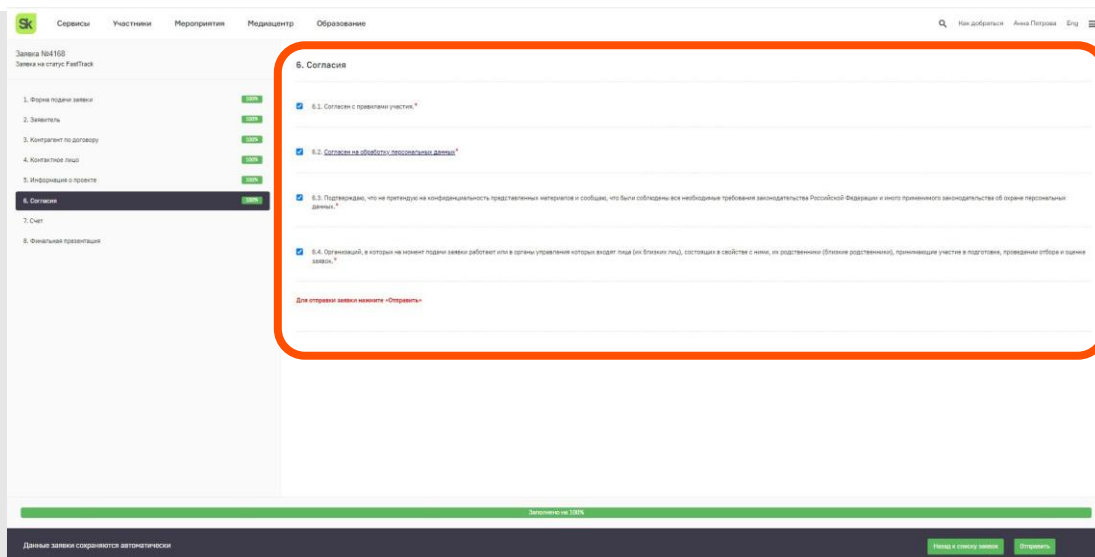 Sk Сервисы Участники Мероприятия Медиацентр Образование Как добраться Анна Петрова Eng
Заявка №4168
Заявка на статус FastTrack
6. Согласия
1. Форма подачи заявки 100%
2. Заявитель 100%
3. Контрагент по договору 100%
4. Контактное лицо 100%
5. Информация о проекте 100%
6. Согласия 100%
7. Счет
8. Финальная презентация
6.1. Согласен с правилами участия.*
6.2. Согласен на обработку персональных данных*
6.3. Подтверждаю, что не претендую на конфиденциальность представленных материалов и сообщаю, что были соблюдены все необходимые требования законодательства Российской Федерации и иного применимого законодательства об охране персональных
данных.*
6.4. Организаций, в которых на момент подачи заявки работают или в органы управления которых входят лица (их близких лиц), состоящих в свойстве с ними, их родственники (близкие родственники), принимающие участие в подготовке, проведении отбора и оценке
заявок.*
Для отправки заявки нажмите «Отправить»
Заполнено на 100%
Данные заявки сохраняются автоматически Назад к списку заявок Отправить